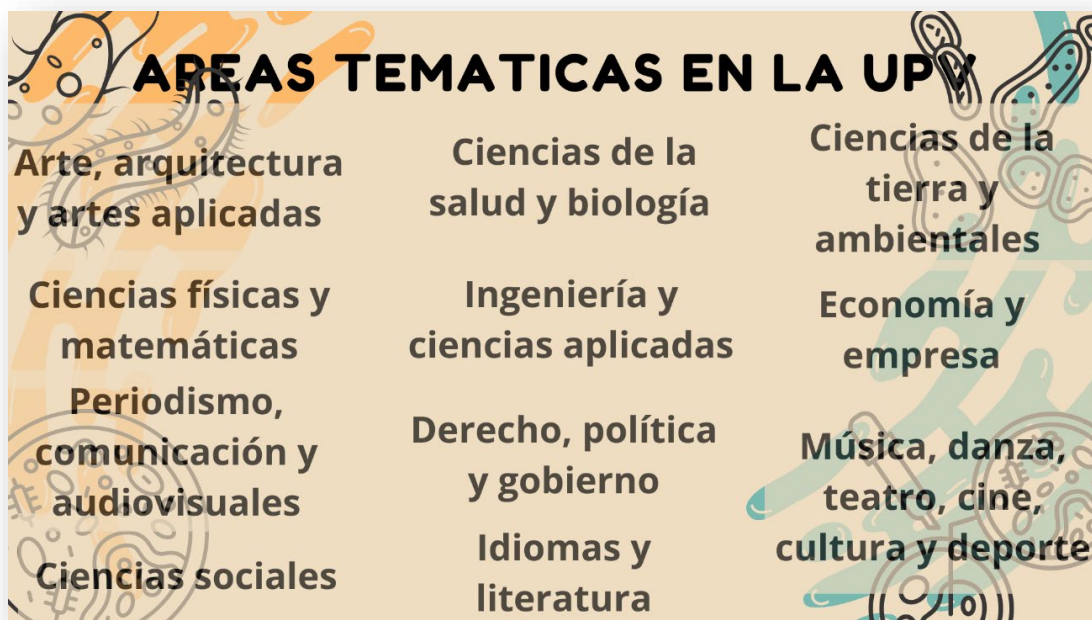 AREAS TEMATICAS EN LA UPV
Arte, arquitectura
y artes aplicadas
Ciencias de la
salud y biología
Ciencias de la
tierra y
ambientales
Ciencias físicas y
matemáticas
Ingeniería y
ciencias aplicadas
Economía y
empresa
Periodismo,
comunicación y
audiovisuales
Derecho, política
y gobierno
Música, danza,
teatro, cine,
cultura y deporte
Ciencias sociales
Idiomas y
literatura